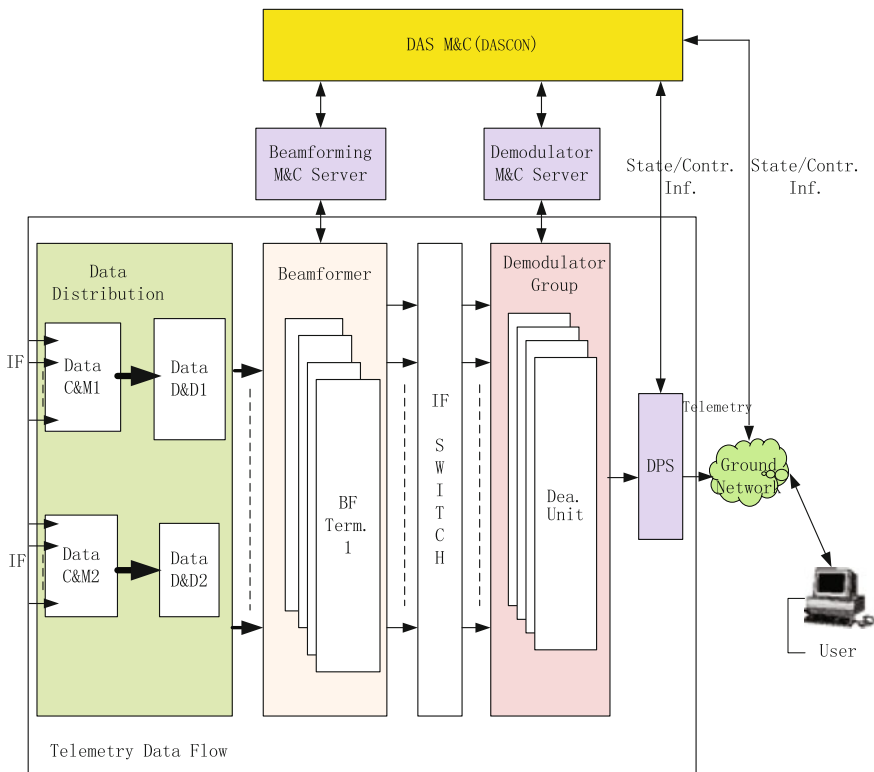 DAS M&C(DASCON)
Beamforming
M&C Server
Demodulator
M&C Server
State/Contr.
Inf.
State/Contr.
Inf.
Data
Distribution
Beamformer
Demodulator
Group
IF
Data
C&M1
Data
D&D1
IF
S
W
I
T
C
H
BF
Term.
1
Dea.
Unit
DPS
Telemetry
Ground
Network
IF
Data
C&M2
Data
D&D2
User
Telemetry Data Flow